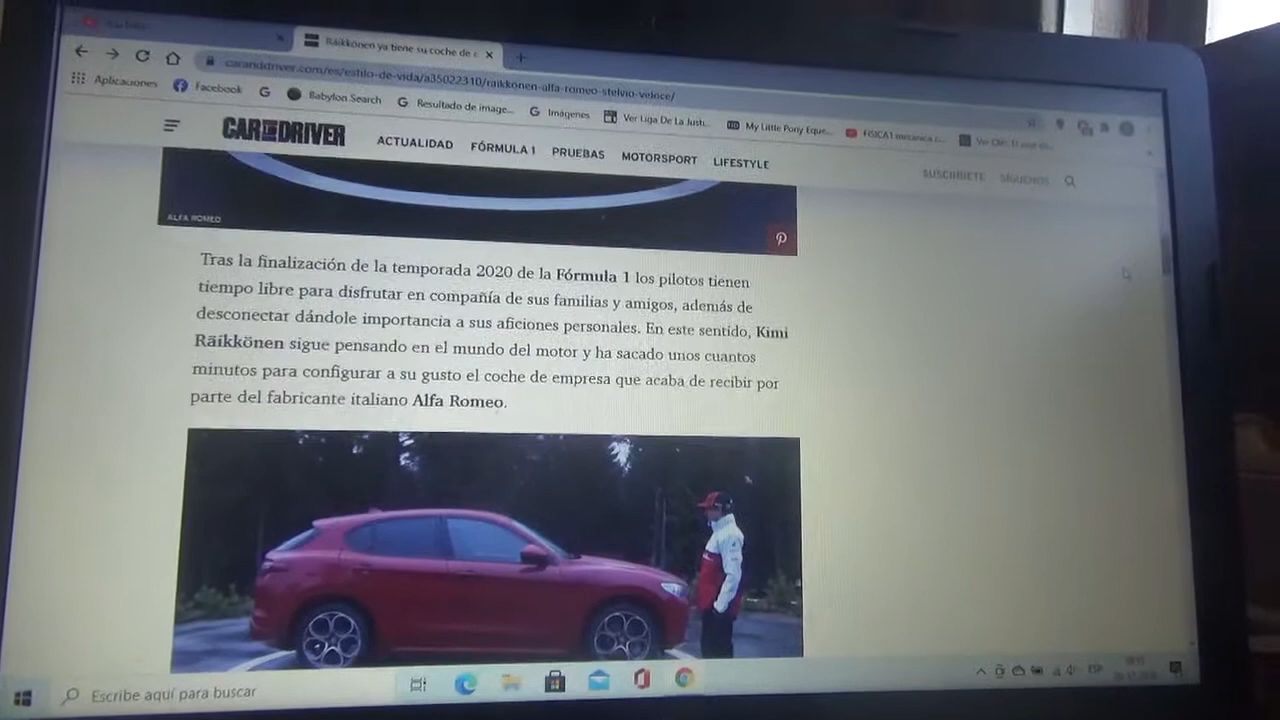 Räikkönen ya tiene su coche de
caranddriver.com/es/estilo-de-vida/a35022310/raikkonen-alfa-romeo-stelvio-veloce/
Aplicaciones Facebook Babylon Search Resultado de image... Imágenes Ver Liga De La Justi... My Little Pony Eque... FISICA1 mecanica c...
CAR AND DRIVER ACTUALIDAD FÓRMULA 1 PRUEBAS MOTORSPORT LIFESTYLE SUSCRÍBETE SÍGUENOS
ALFA ROMEO
Tras la finalización de la temporada 2020 de la Fórmula 1 los pilotos tienen
tiempo libre para disfrutar en compañía de sus familias y amigos, además de
desconectar dándole importancia a sus aficiones personales. En este sentido, Kimi
Räikkönen sigue pensando en el mundo del motor y ha sacado unos cuantos
minutos para configurar a su gusto el coche de empresa que acaba de recibir por
parte del fabricante italiano Alfa Romeo.
Escribe aquí para buscar
ESP